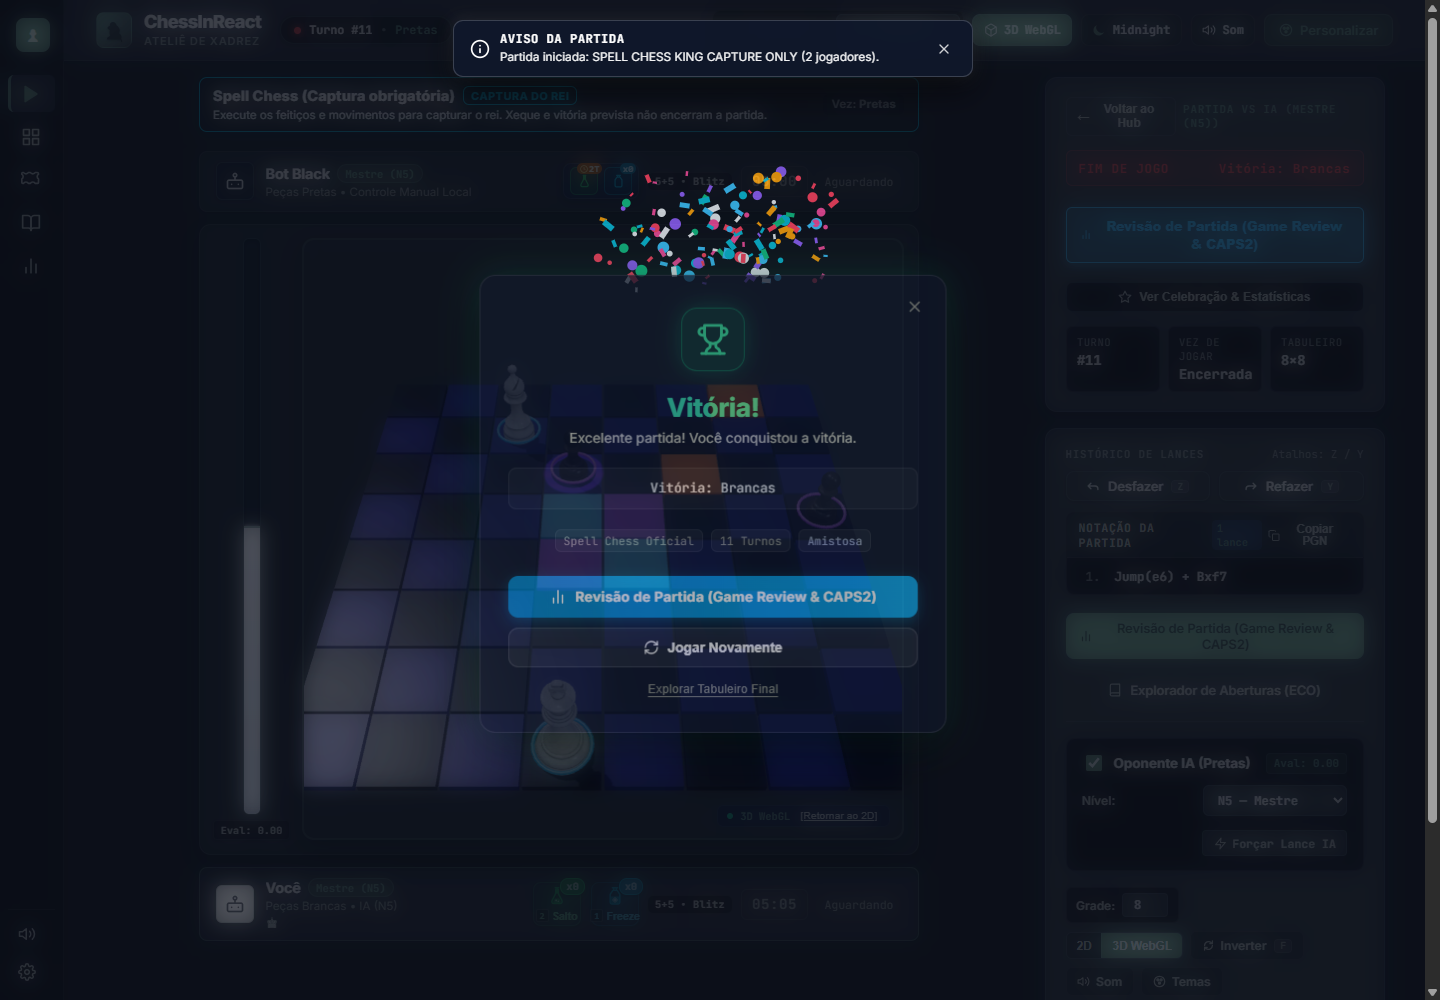 ChessInReact
ATELIÊ DE XADREZ
Turno #11 • Pretas
AVISO DA PARTIDA
Partida iniciada: SPELL CHESS KING CAPTURE ONLY (2 jogadores).
3D WebGL
Midnight
Som
Personalizar
Spell Chess (Captura obrigatória) CAPTURA DO REI
Execute os feitiços e movimentos para capturar o rei. Xeque e vitória prevista não encerram a partida.
Vez: Pretas
Bot Black Mestre (N5)
Peças Pretas • Controle Manual Local
5+5 • Blitz
Aguardando
Vitória!
Excelente partida! Você conquistou a vitória.
Vitória: Brancas
Spell Chess Oficial
11 Turnos
Amistosa
Revisão de Partida (Game Review & CAPS2)
Jogar Novamente
Explorar Tabuleiro Final
3D WebGL [Retornar ao 2D]
Eval: 0.00
Você Mestre (N5)
Peças Brancas • IA (N5)
x0
Salto
x0
Freeze
5+5 • Blitz
05:05
Aguardando
← Voltar ao Hub
PARTIDA VS IA (MESTRE (N5))
FIM DE JOGO Vitória: Brancas
Revisão de Partida (Game Review
& CAPS2)
Ver Celebração & Estatísticas
TURNO
#11
VEZ DE
JOGAR
Encerrada
TABULEIRO
8×8
HISTÓRICO DE LANCES
Atalhos: Z / Y
Desfazer Z
Refazer Y
NOTAÇÃO DA
PARTIDA
1
lance
Copiar
PGN
1. Jump(e6) + Bxf7
Revisão de Partida (Game Review &
CAPS2)
Explorador de Aberturas (ECO)
Oponente IA (Pretas) Aval: 0.00
Nível: N5 — Mestre
Forçar Lance IA
Grade: 8
2D 3D WebGL Inverter F
Som Temas